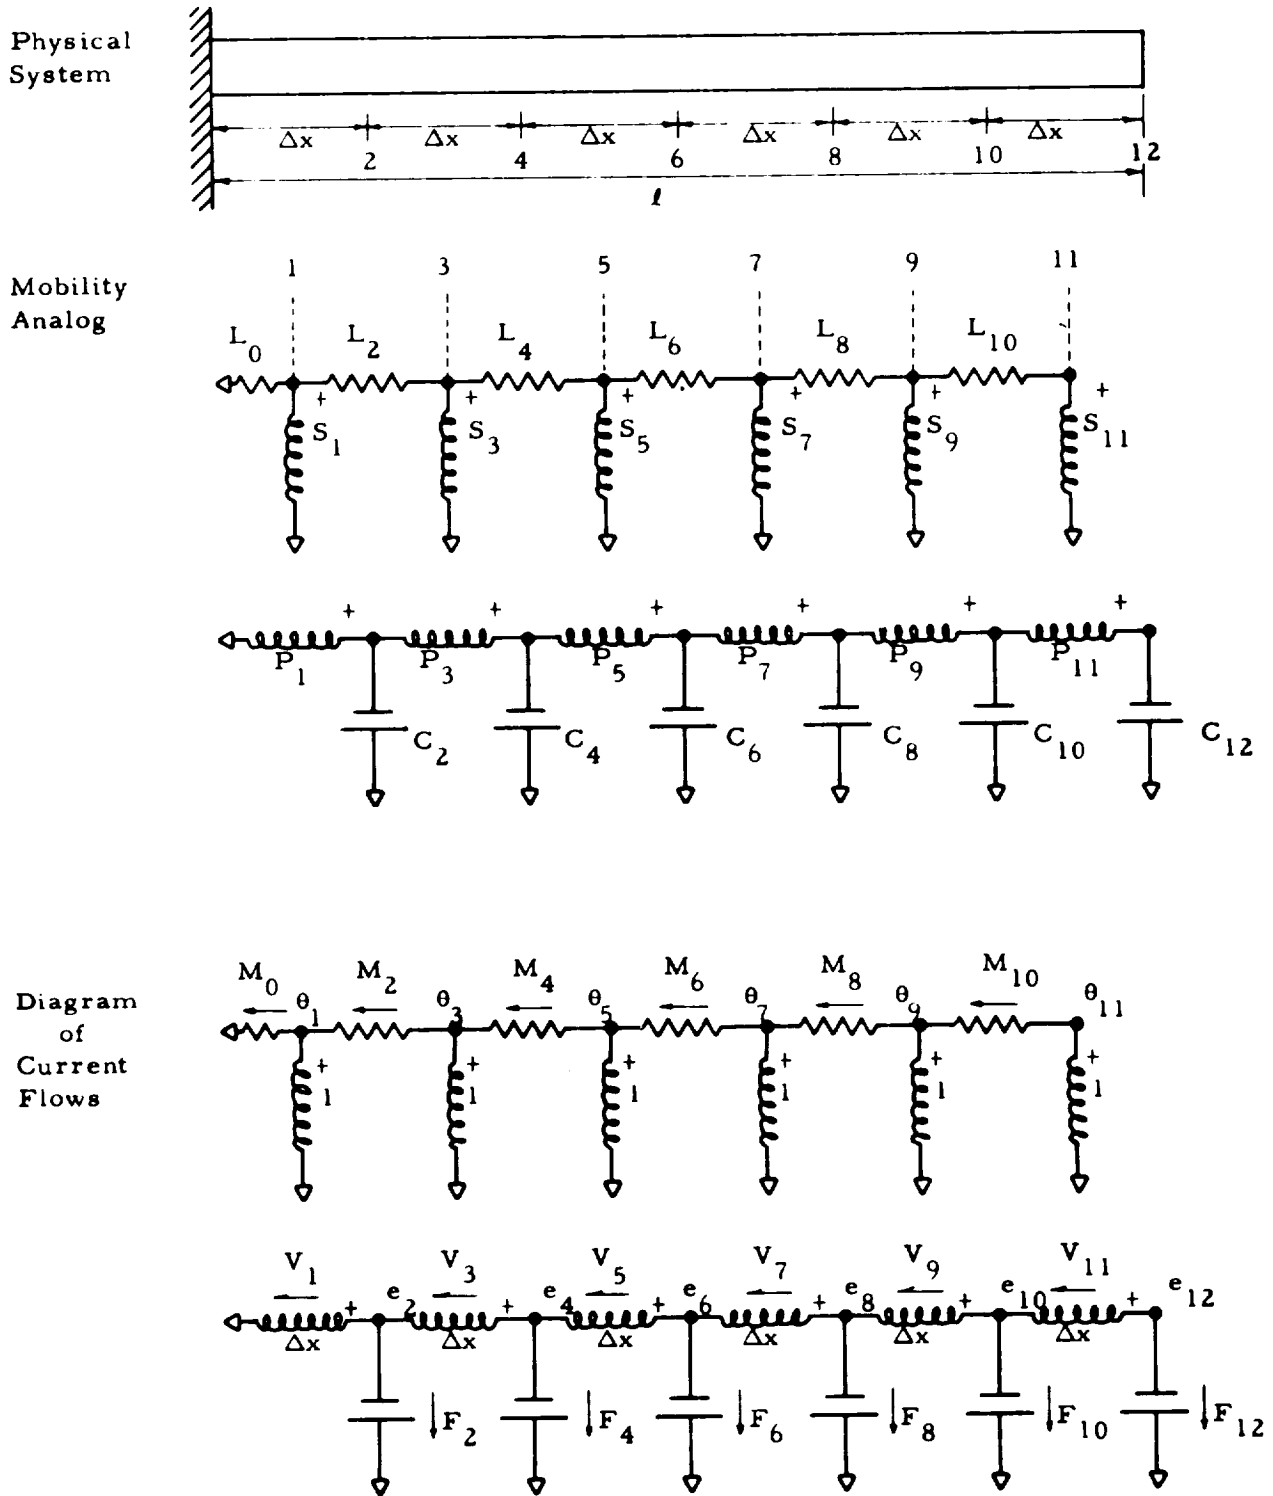 Physical
System
Δx Δx Δx Δx Δx Δx
2 4 6 8 10 12
ℓ
Mobility
Analog
1 3 5 7 9 11
L0 L2 L4 L6 L8 L10
+ + + + + +
S1 S3 S5 S7 S9 S11
+ + + + + +
P1 P3 P5 P7 P9 P11
C2 C4 C6 C8 C10 C12
Diagram
of
Current
Flows
M0 M2 M4 M6 M8 M10
θ1 θ3 θ5 θ7 θ9 θ11
+ + + + + +
1 1 1 1 1 1
V1 V3 V5 V7 V9 V11
+ e2 + e4 + e6 + e8 + e10 + e12
Δx Δx Δx Δx Δx Δx
F2 F4 F6 F8 F10 F12